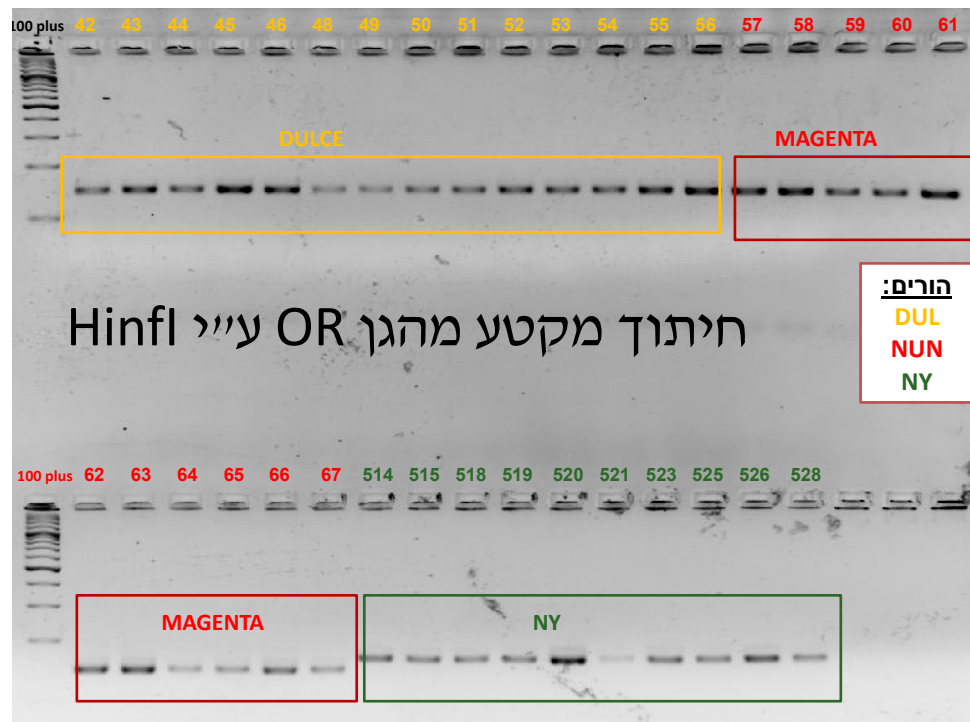 100 plus 42 43 44 45 46 48 49 50 51 52 53 54 55 56 57 58 59 60 61
DULCE MAGENTA
הורים:
DUL
NUN
NY
חיתוך מקטע מהגן OR ע״י HinfI
100 plus 62 63 64 65 66 67 514 515 518 519 520 521 523 525 526 528
MAGENTA NY